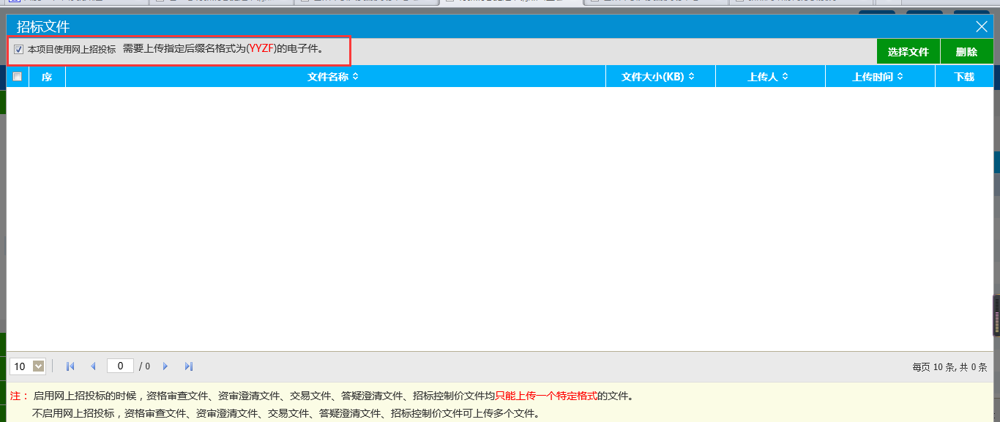 招标文件
本项目使用网上招投标 需要上传指定后缀名格式为(YYZF)的电子件。
选择文件 删除
序 文件名称 文件大小(KB) 上传人 上传时间 下载
10 0 / 0 每页 10 条, 共 0 条
注： 启用网上招投标的时候，资格审查文件、资审澄清文件、交易文件、答疑澄清文件、招标控制价文件均只能上传一个特定格式的文件。
不启用网上招投标，资格审查文件、资审澄清文件、交易文件、答疑澄清文件、招标控制价文件可上传多个文件。